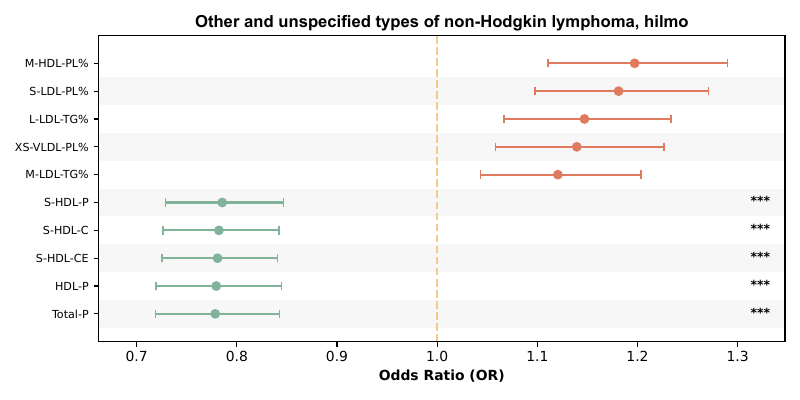 Other and unspecified types of non-Hodgkin lymphoma, hilmo
M-HDL-PL%
S-LDL-PL%
L-LDL-TG%
XS-VLDL-PL%
M-LDL-TG%
S-HDL-P ***
S-HDL-C ***
S-HDL-CE ***
HDL-P ***
Total-P ***
0.7 0.8 0.9 1.0 1.1 1.2 1.3
Odds Ratio (OR)